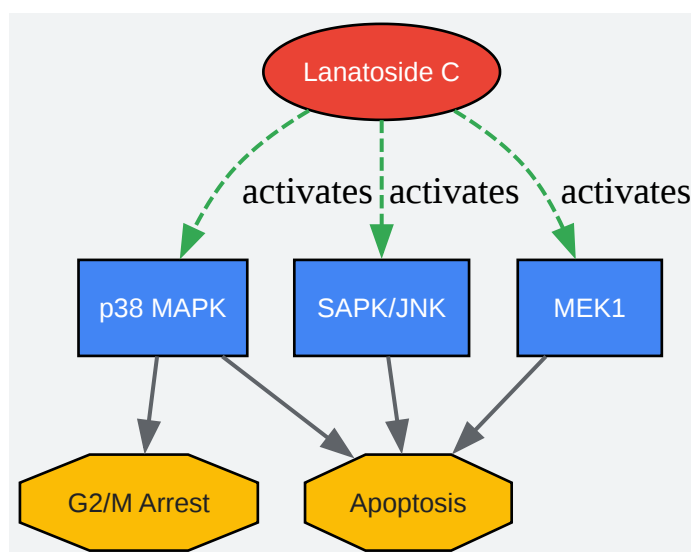 Lanatoside C
activates activates activates
p38 MAPK SAPK/JNK MEK1
G2/M Arrest Apoptosis